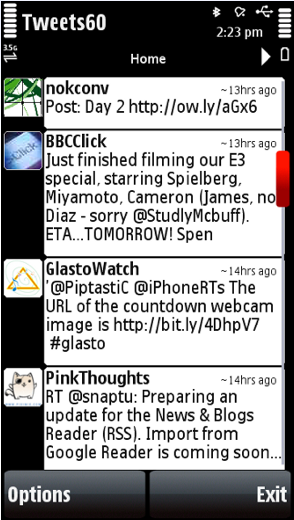 Tweets60
2:23 pm
3.5G
Home
nokconv ~13hrs ago
Post: Day 2 http://ow.ly/aGx6
Click
BBCClick ~13hrs ago
Just finished filming our E3
special, starring Spielberg,
Miyamoto, Cameron (James, no
Diaz - sorry @StudlyMcbuff).
ETA...TOMORROW! Spen
GlastoWatch ~14hrs ago
'@PiptastiC @iPhoneRTs The
URL of the countdown webcam
image is http://bit.ly/4DhpV7
#glasto
PinkThoughts ~14hrs ago
RT @snaptu: Preparing an
update for the News & Blogs
Reader (RSS). Import from
Google Reader is coming soon...
Options Exit